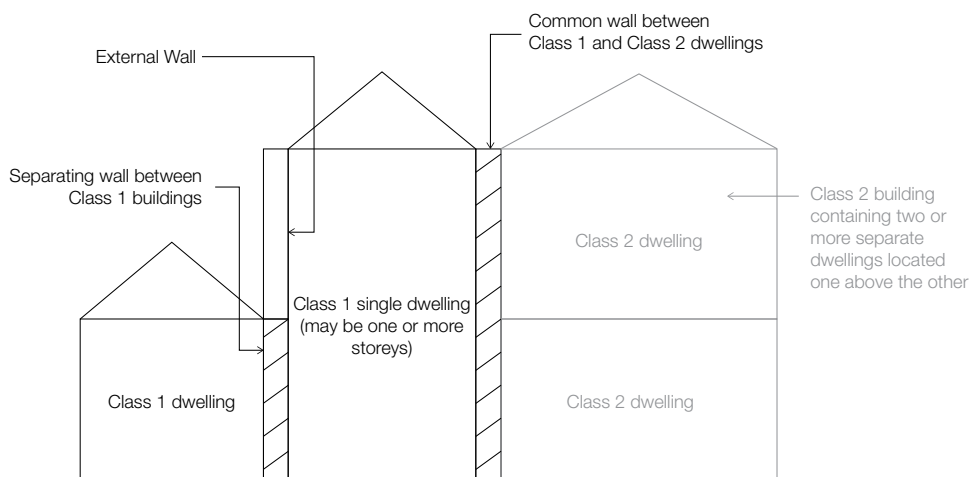 Common wall between
Class 1 and Class 2 dwellings
External Wall
Separating wall between
Class 1 buildings
Class 2 building
containing two or
more separate
dwellings located
one above the other
Class 2 dwelling
Class 1 single dwelling
(may be one or more
storeys)
Class 1 dwelling
Class 2 dwelling